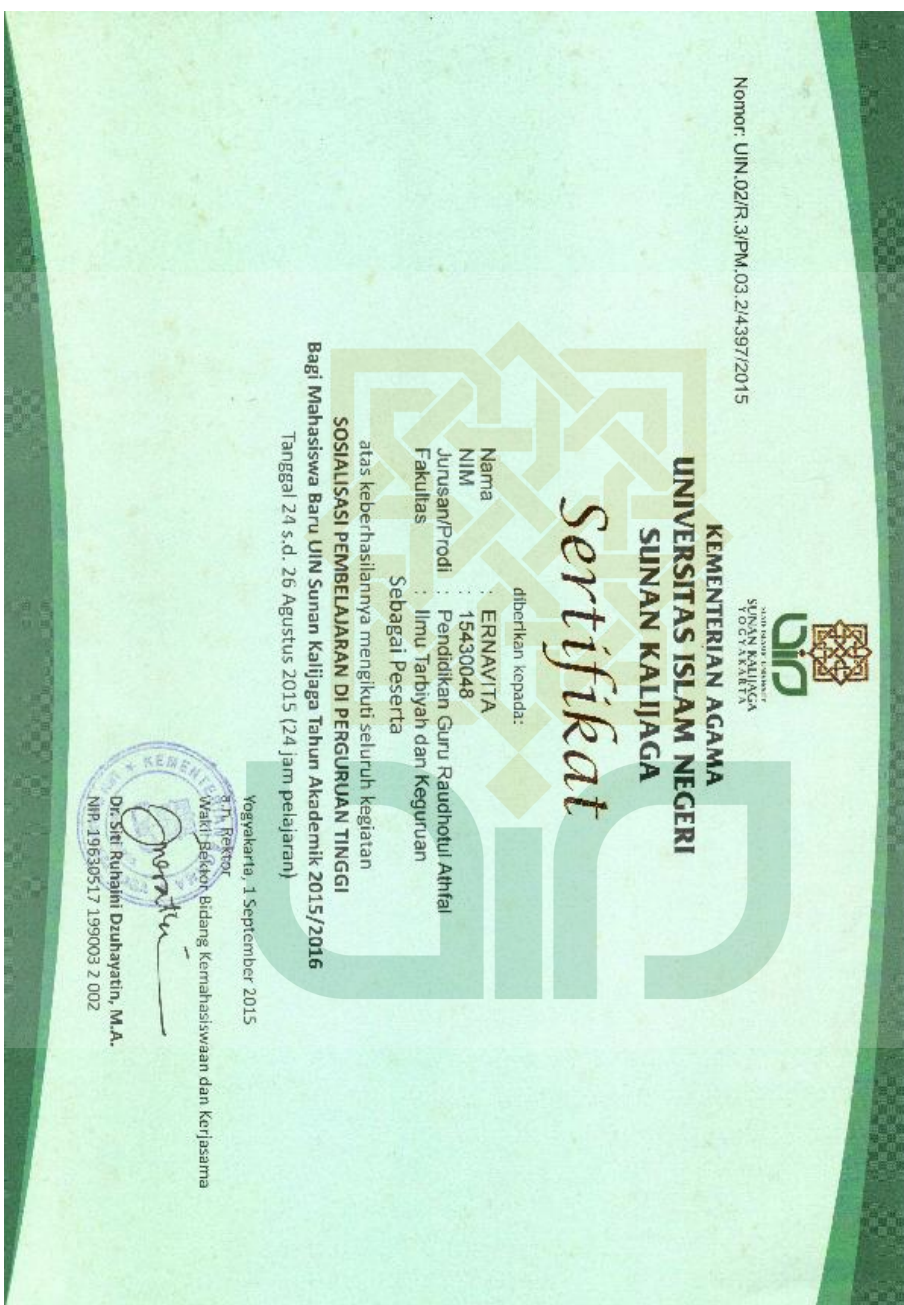 Nomor: UIN.02/R.3/PM.03.2/4397/2015
STATE ISLAMIC UNIVERSITY
SUNAN KALIJAGA
YOGYAKARTA
KEMENTERIAN AGAMA
UNIVERSITAS ISLAM NEGERI
SUNAN KALIJAGA
Sertifikat
diberikan kepada:
Nama : ERNAVITA
NIM : 15430048
Jurusan/Prodi : Pendidikan Guru Raudhotul Athfal
Fakultas : Ilmu Tarbiyah dan Keguruan
Sebagai Peserta
atas keberhasilannya mengikuti seluruh kegiatan
SOSIALISASI PEMBELAJARAN DI PERGURUAN TINGGI
Bagi Mahasiswa Baru UIN Sunan Kalijaga Tahun Akademik 2015/2016
Tanggal 24 s.d. 26 Agustus 2015 (24 jam pelajaran)
Yogyakarta, 1 September 2015
a.n. Rektor
Wakil Rektor Bidang Kemahasiswaan dan Kerjasama
Dr. Siti Ruhaini Dzuhayatin, M.A.
NIP. 19630517 199003 2 002